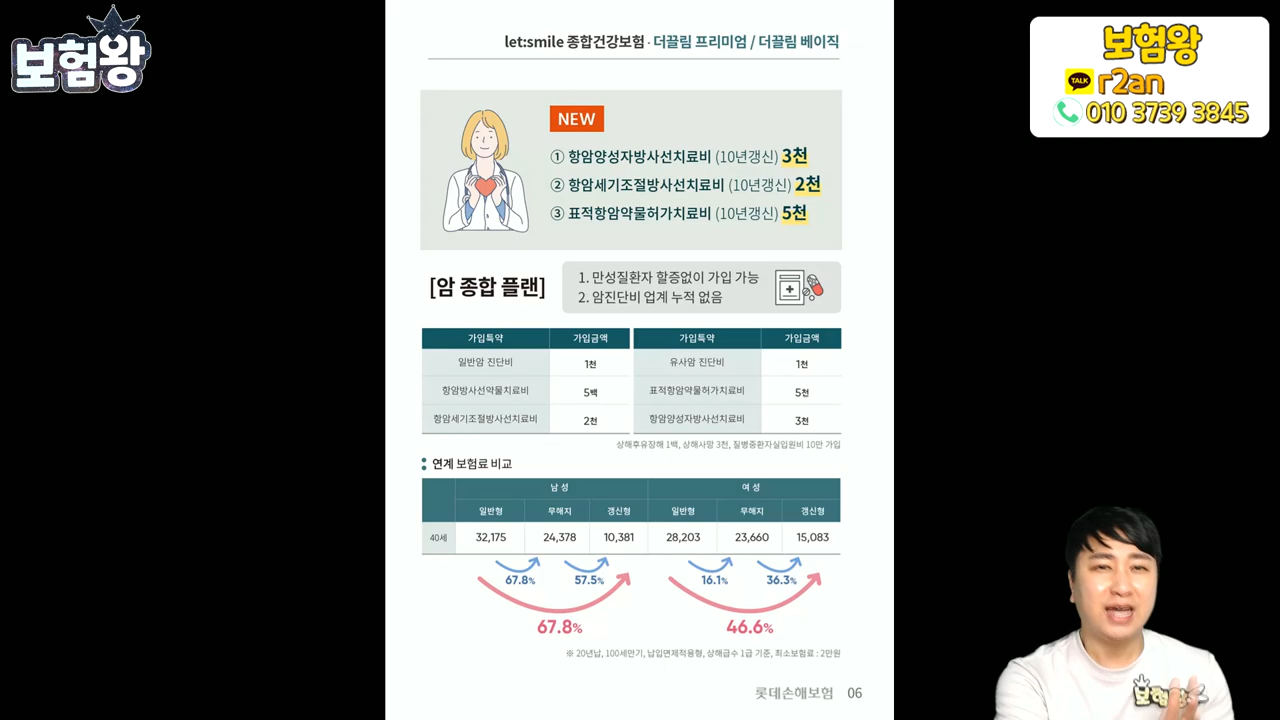 보험왕
보험왕
TALK r2an
010 3739 3845
let:smile 종합건강보험 · 더끌림 프리미엄 / 더끌림 베이직
NEW
① 항암양성자방사선치료비 (10년갱신) 3천
② 항암세기조절방사선치료비 (10년갱신) 2천
③ 표적항암약물허가치료비 (10년갱신) 5천
[암 종합 플랜]
1. 만성질환자 할증없이 가입 가능
2. 암진단비 업계 누적 없음
가입특약 가입금액 가입특약 가입금액
일반암 진단비 1천 유사암 진단비 1천
항암방사선약물치료비 5백 표적항암약물허가치료비 5천
항암세기조절방사선치료비 2천 항암양성자방사선치료비 3천
상해후유장해 1백, 상해사망 3천, 질병중환자실입원비 10만 가입
연계 보험료 비교
남 성 여 성
일반형 무해지 갱신형 일반형 무해지 갱신형
40세 32,175 24,378 10,381 28,203 23,660 15,083
67.8% 57.5% 16.1% 36.3%
67.8% 46.6%
※ 20년납, 100세만기, 납입면제적용형, 상해급수 1급 기준, 최소보험료 : 2만원
롯데손해보험 06
보험왕